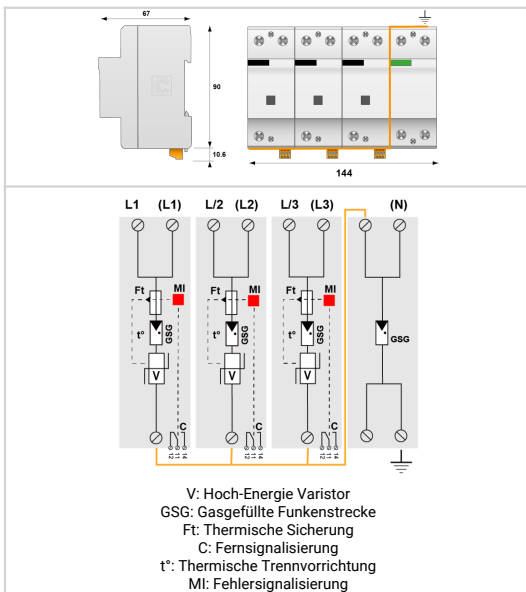 67
90
10.6
144
L1 (L1) L/2 (L2) L/3 (L3) (N)
Ft MI Ft MI Ft MI
t° GSG t° GSG t° GSG GSG
V V V
C C C
12 11 14 12 11 14 12 11 14
V: Hoch-Energie Varistor
GSG: Gasgefüllte Funkenstrecke
Ft: Thermische Sicherung
C: Fernsignalisierung
t°: Thermische Trennvorrichtung
MI: Fehlersignalisierung